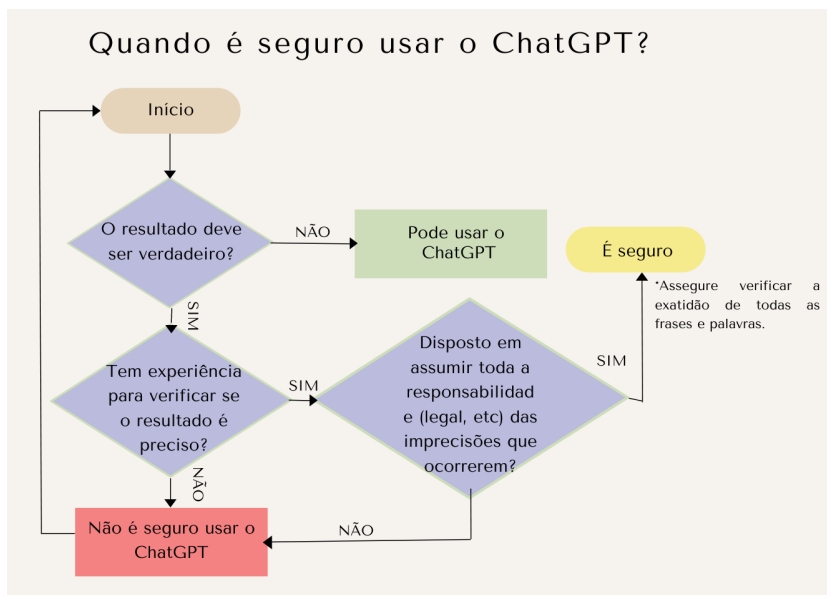 Quando é seguro usar o ChatGPT?
Início
O resultado deve
ser verdadeiro?
NÃO
Pode usar o
ChatGPT
É seguro
*Assegure verificar a
exatidão de todas as
frases e palavras.
SIM
Tem experiência
para verificar se
o resultado é
preciso?
SIM
Disposto em
assumir toda a
responsabilidad
e (legal, etc) das
imprecisões que
ocorrerem?
SIM
NÃO
Não é seguro usar o
ChatGPT
NÃO